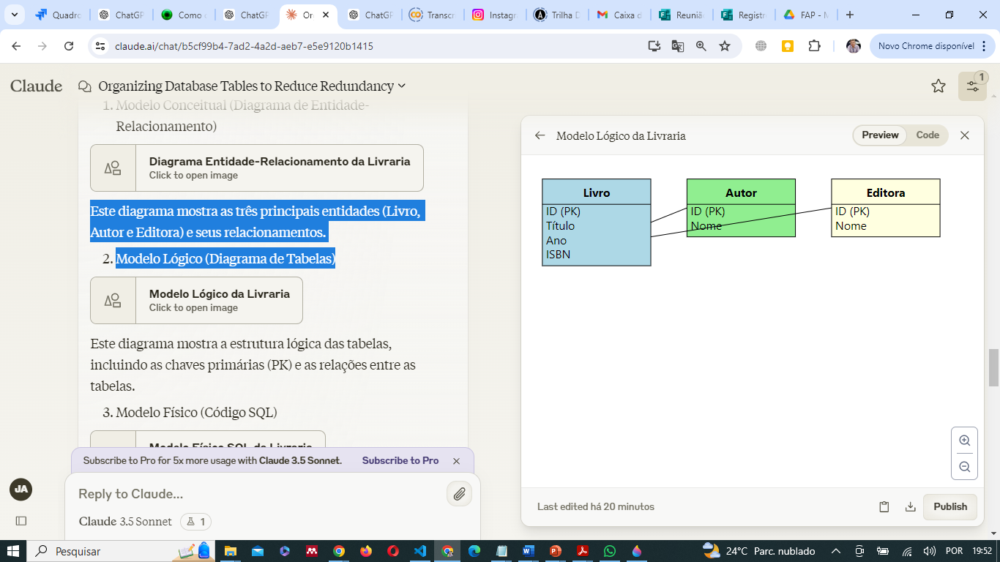 Quadro
ChatGP
Como
ChatGP
Or
ChatGP
Transcr
Instagr
Trilha D
Caixa d
Reuniã
Registr
FAP - M
claude.ai/chat/b5cf99b4-7ad2-4a2d-aeb7-e5e9120b1415
Novo Chrome disponível
Claude
Organizing Database Tables to Reduce Redundancy
1
1. Modelo Conceitual (Diagrama de Entidade-
Relacionamento)
Diagrama Entidade-Relacionamento da Livraria
Click to open image
Este diagrama mostra as três principais entidades (Livro,
Autor e Editora) e seus relacionamentos.
2. Modelo Lógico (Diagrama de Tabelas)
Modelo Lógico da Livraria
Click to open image
Este diagrama mostra a estrutura lógica das tabelas,
incluindo as chaves primárias (PK) e as relações entre as
tabelas.
3. Modelo Físico (Código SQL)
Modelo Físico SQL da Livraria
Subscribe to Pro for 5x more usage with Claude 3.5 Sonnet.
Subscribe to Pro
JA
Reply to Claude...
Claude 3.5 Sonnet
1
Modelo Lógico da Livraria
Preview
Code
Livro
ID (PK)
Título
Ano
ISBN
Autor
ID (PK)
Nome
Editora
ID (PK)
Nome
Last edited há 20 minutos
Publish
Pesquisar
24°C Parc. nublado
POR
19:52